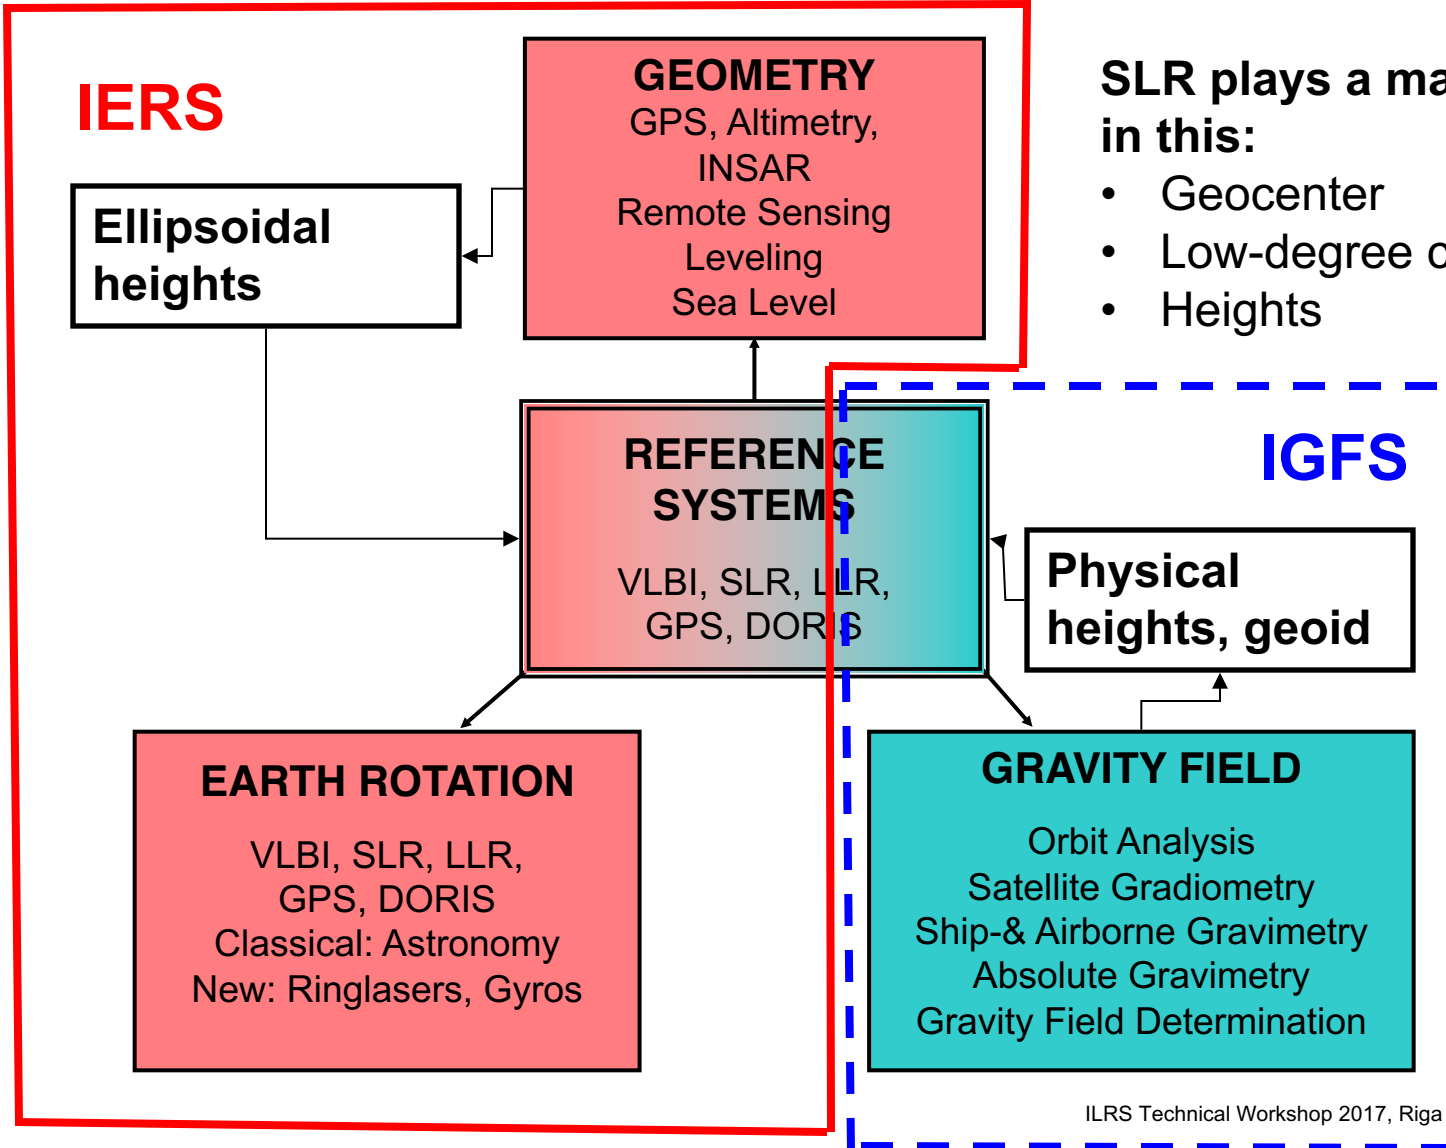 IERS
GEOMETRY
GPS, Altimetry,
INSAR
Remote Sensing
Leveling
Sea Level
SLR plays a
in this:
• Geocenter
• Low-degree
• Heights
Ellipsoidal
heights
REFERENCE
SYSTEMS
VLBI, SLR, LLR,
GPS, DORIS
IGFS
Physical
heights, geoid
EARTH ROTATION
VLBI, SLR, LLR,
GPS, DORIS
Classical: Astronomy
New: Ringlasers, Gyros
GRAVITY FIELD
Orbit Analysis
Satellite Gradiometry
Ship-& Airborne Gravimetry
Absolute Gravimetry
Gravity Field Determination
ILRS Technical Workshop 2017, Riga